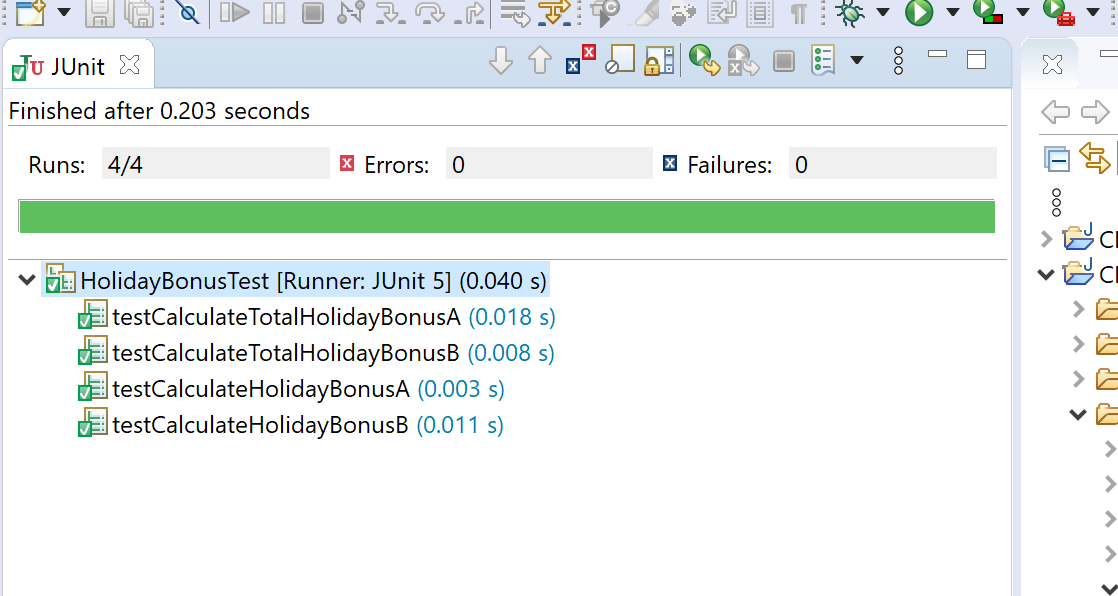 JUnit
Finished after 0.203 seconds
Runs: 4/4 Errors: 0 Failures: 0
HolidayBonusTest [Runner: JUnit 5] (0.040 s)
testCalculateTotalHolidayBonusA (0.018 s)
testCalculateTotalHolidayBonusB (0.008 s)
testCalculateHolidayBonusA (0.003 s)
testCalculateHolidayBonusB (0.011 s)